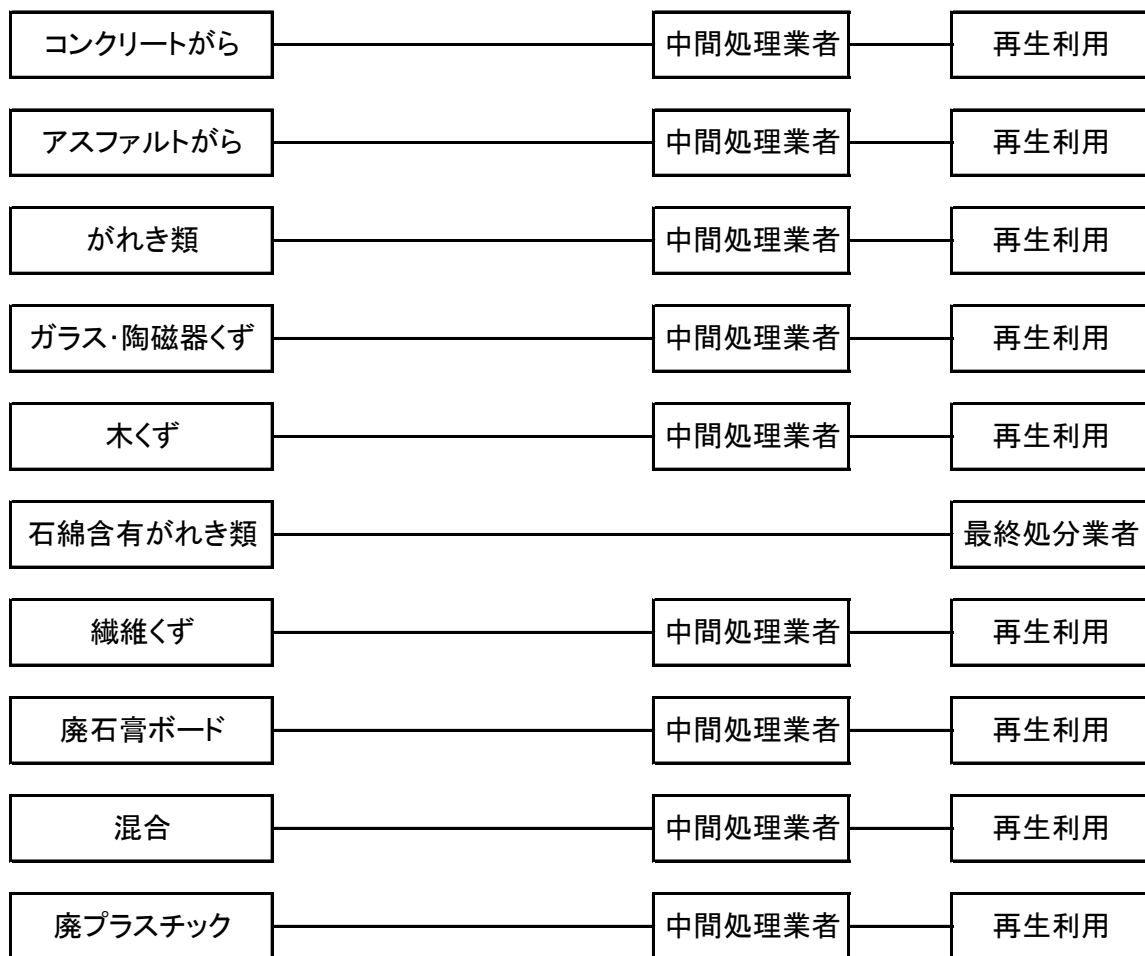 コンクリートがら 中間処理業者 再生利用
アスファルトがら 中間処理業者 再生利用
がれき類 中間処理業者 再生利用
ガラス・陶磁器くず 中間処理業者 再生利用
木くず 中間処理業者 再生利用
石綿含有がれき類 最終処分業者
繊維くず 中間処理業者 再生利用
廃石膏ボード 中間処理業者 再生利用
混合 中間処理業者 再生利用
廃プラスチック 中間処理業者 再生利用